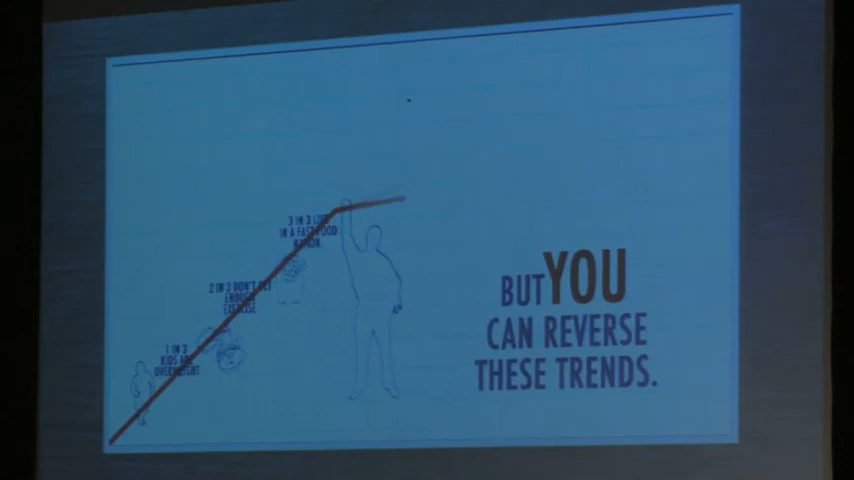 3 IN 3 LIVE
IN A FAST FOOD
NATION.
2 IN 3 DON'T GET
ENOUGH
EXERCISE
1 IN 3
KIDS ARE
OVERWEIGHT
BUT YOU
CAN REVERSE
THESE TRENDS.